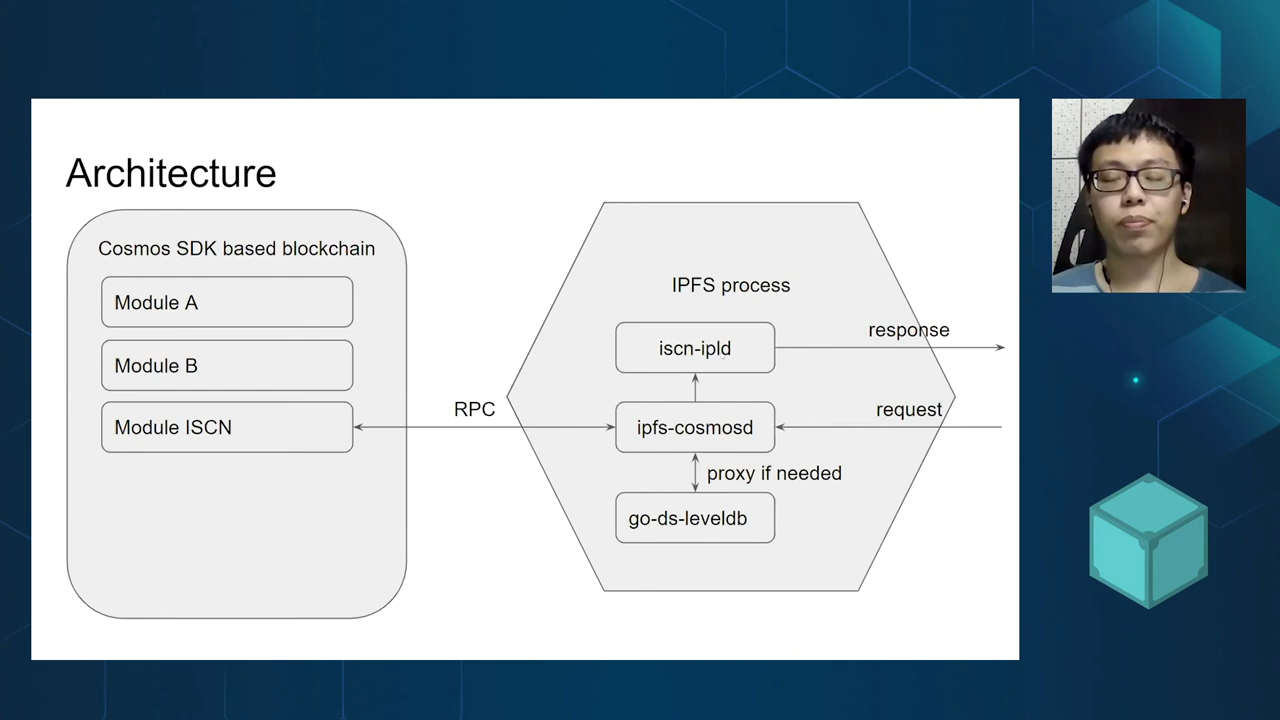 Architecture
Cosmos SDK based blockchain
Module A
Module B
Module ISCN
RPC
IPFS process
iscn-ipld
response
ipfs-cosmosd
request
proxy if needed
go-ds-leveldb